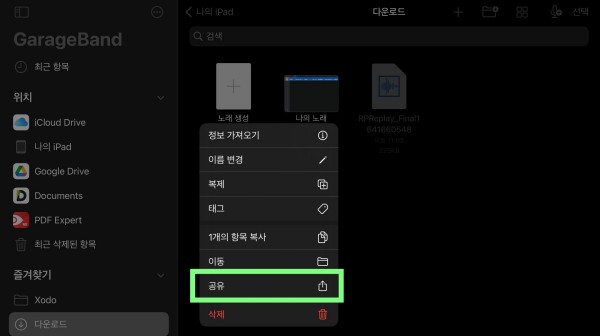 GarageBand
최근 항목
위치
iCloud Drive
나의 iPad
Google Drive
Documents
PDF Expert
최근 삭제된 항목
즐겨찾기
Xodo
다운로드
나의 iPad
다운로드
선택
검색
노래 생성
나의 노래
RPReplay_Final1
641660548
정보 가져오기
이름 변경
복제
태그
1개의 항목 복사
이동
공유
삭제